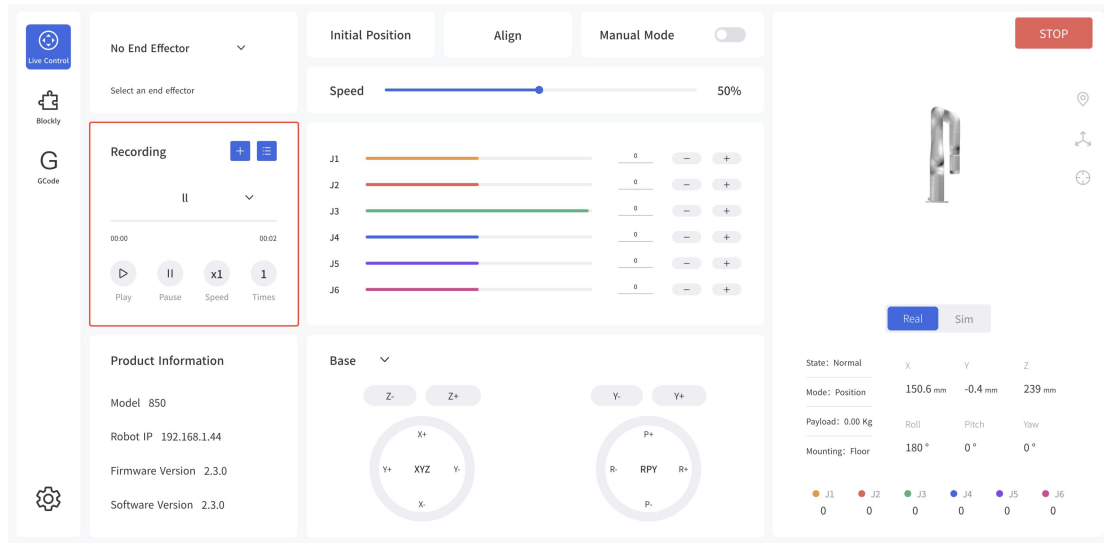 Live Control
Blockly
G
GCode
No End Effector
Select an end effector
Recording
+
ll
00:00
00:02
x1
1
Play
Pause
Speed
Times
Product Information
Model 850
Robot IP 192.168.1.44
Firmware Version 2.3.0
Software Version 2.3.0
Initial Position
Align
Manual Mode
Speed
50%
J1 0 − +
J2 0 − +
J3 0 − +
J4 0 − +
J5 0 − +
J6 0 − +
Base
Z- Z+
X+
Y+ XYZ Y-
X-
Y- Y+
P+
R- RPY R+
P-
STOP
Real Sim
State: Normal
Mode: Position
Payload: 0.00 Kg
Mounting: Floor
X Y Z
150.6 mm -0.4 mm 239 mm
Roll Pitch Yaw
180 ° 0 ° 0 °
J1 J2 J3 J4 J5 J6
0 0 0 0 0 0